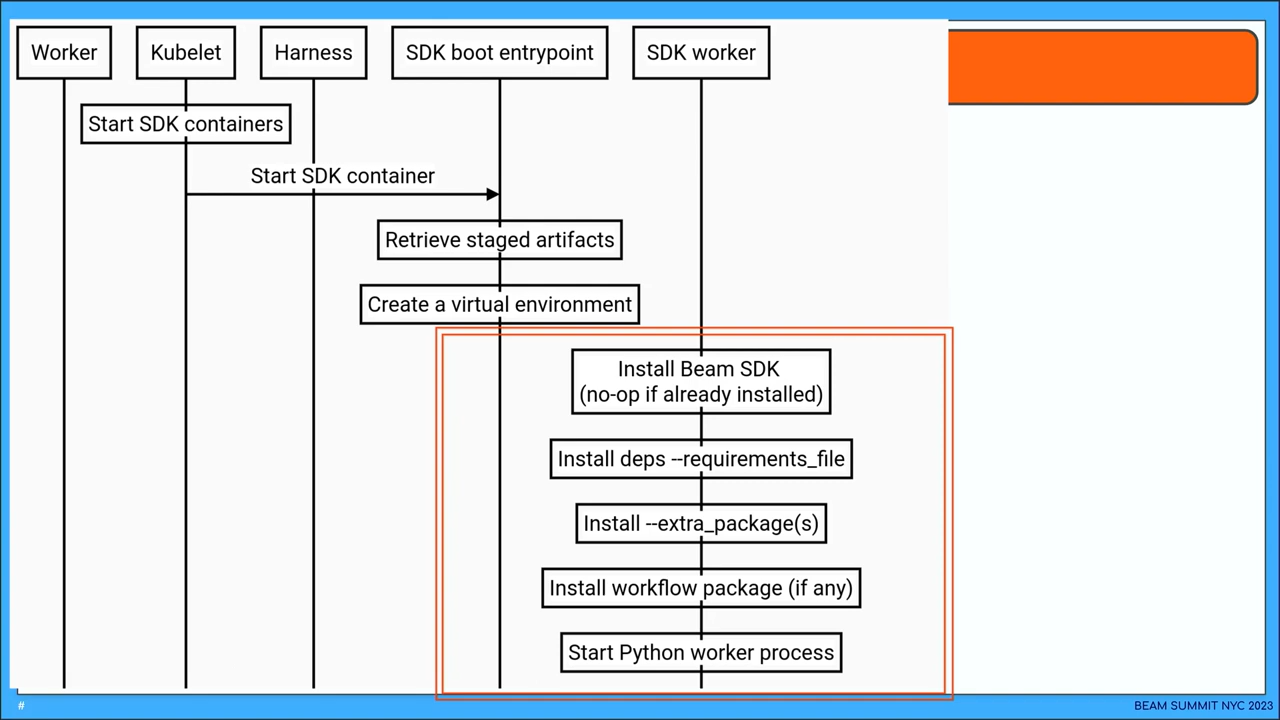 Worker
Kubelet
Harness
SDK boot entrypoint
SDK worker
Start SDK containers
Start SDK container
Retrieve staged artifacts
Create a virtual environment
Install Beam SDK
(no-op if already installed)
Install deps --requirements_file
Install --extra_package(s)
Install workflow package (if any)
Start Python worker process
#
BEAM SUMMIT NYC 2023